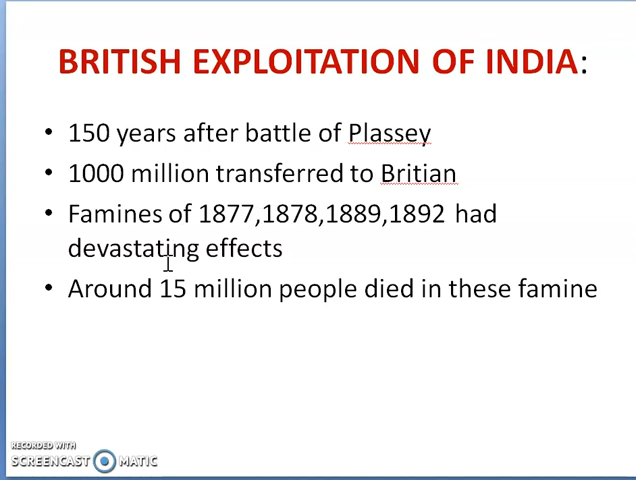 BRITISH EXPLOITATION OF INDIA:
• 150 years after battle of Plassey
• 1000 million transferred to Britian
• Famines of 1877,1878,1889,1892 had
devastating effects
• Around 15 million people died in these famine
RECORDED WITH
SCREENCAST MATIC